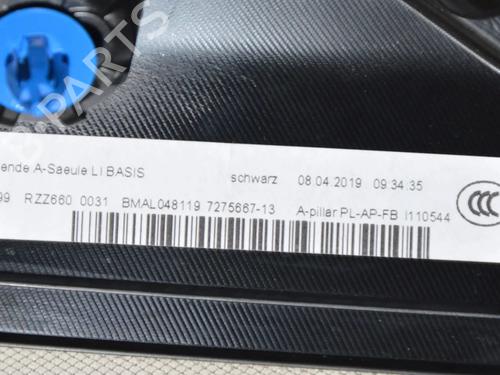 ende A-Saeule LI BASIS schwarz 08.04.2019 09:34:35
99 RZZ660 0031 BMAL048119 7275667-13 A-pillar PL-AP-FB I110544
CCC